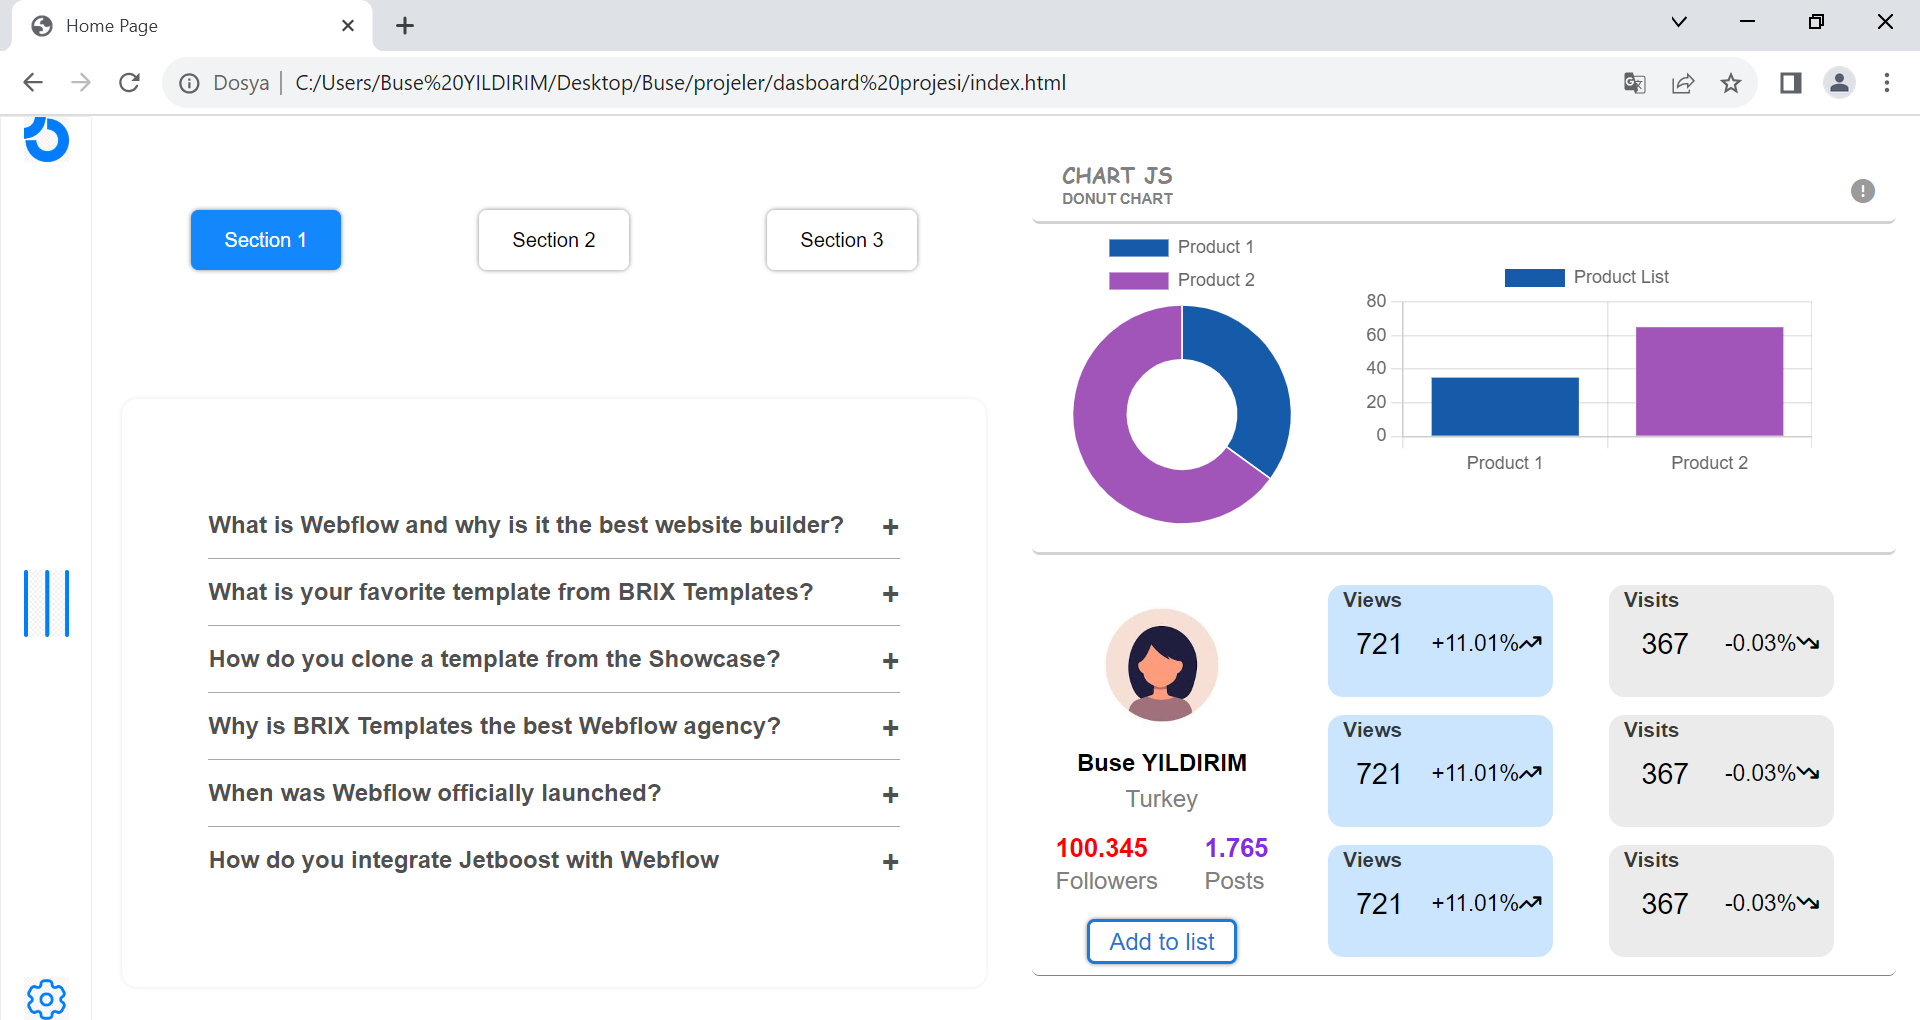 Home Page
Dosya | C:/Users/Buse%20YILDIRIM/Desktop/Buse/projeler/dasboard%20projesi/index.html
Section 1
Section 2
Section 3
What is Webflow and why is it the best website builder? +
What is your favorite template from BRIX Templates? +
How do you clone a template from the Showcase? +
Why is BRIX Templates the best Webflow agency? +
When was Webflow officially launched? +
How do you integrate Jetboost with Webflow +
CHART JS
DONUT CHART
Product 1
Product 2
Product List
80
60
40
20
0
Product 1
Product 2
Buse YILDIRIM
Turkey
100.345 1.765
Followers Posts
Add to list
Views
721 +11.01%
Visits
367 -0.03%
Views
721 +11.01%
Visits
367 -0.03%
Views
721 +11.01%
Visits
367 -0.03%